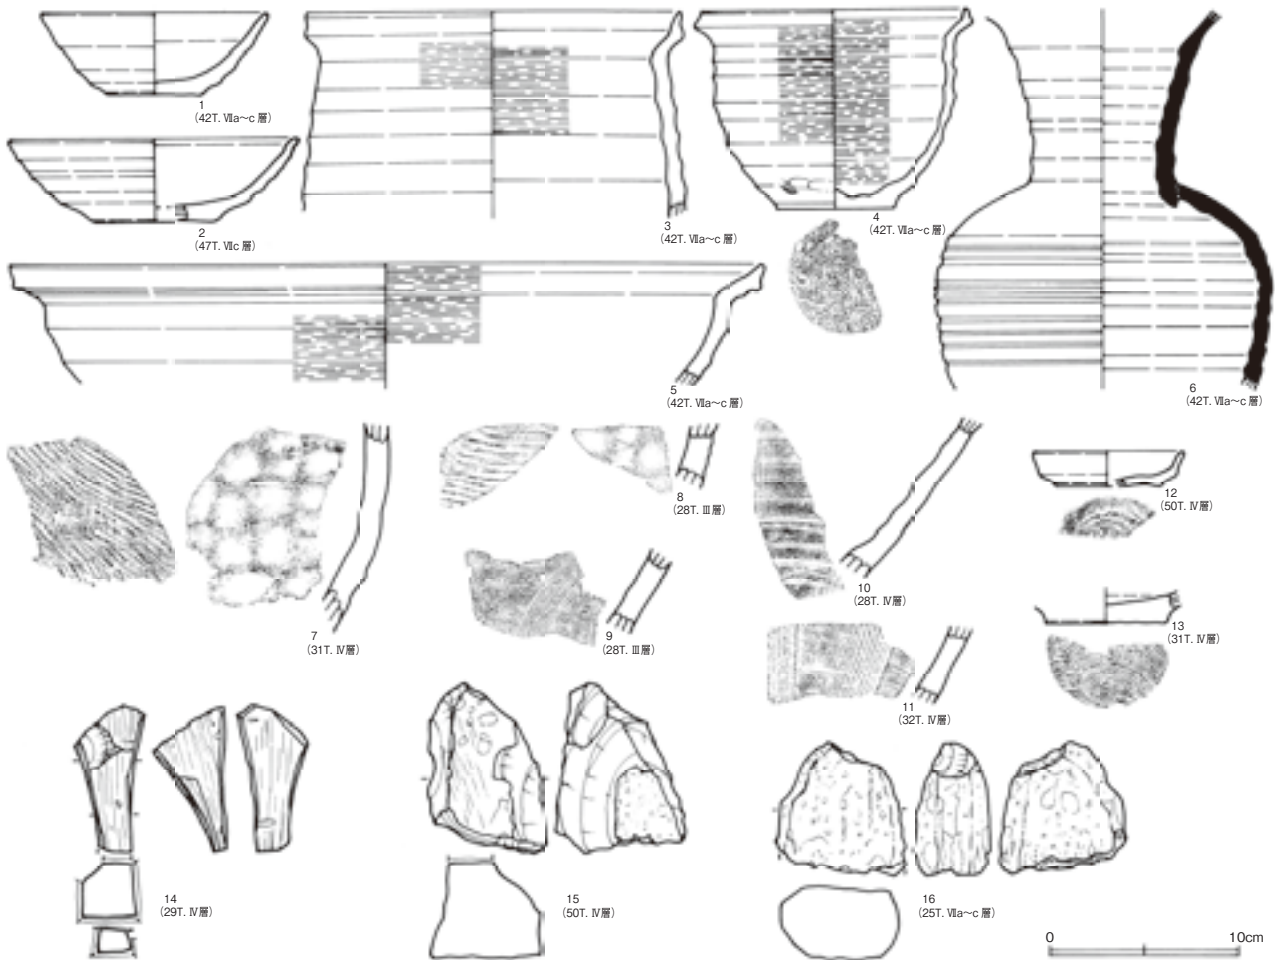 1
(42T. Ⅶa～c 層)
2
(47T. Ⅶc 層)
3
(42T. Ⅶa～c 層)
4
(42T. Ⅶa～c 層)
5
(42T. Ⅶa～c 層)
6
(42T. Ⅶa～c 層)
7
(31T. Ⅳ層)
8
(28T. Ⅲ層)
9
(28T. Ⅲ層)
10
(28T. Ⅳ層)
11
(32T. Ⅳ層)
12
(50T. Ⅳ層)
13
(31T. Ⅳ層)
14
(29T. Ⅳ層)
15
(50T. Ⅳ層)
16
(25T. Ⅶa～c 層)
0 10cm